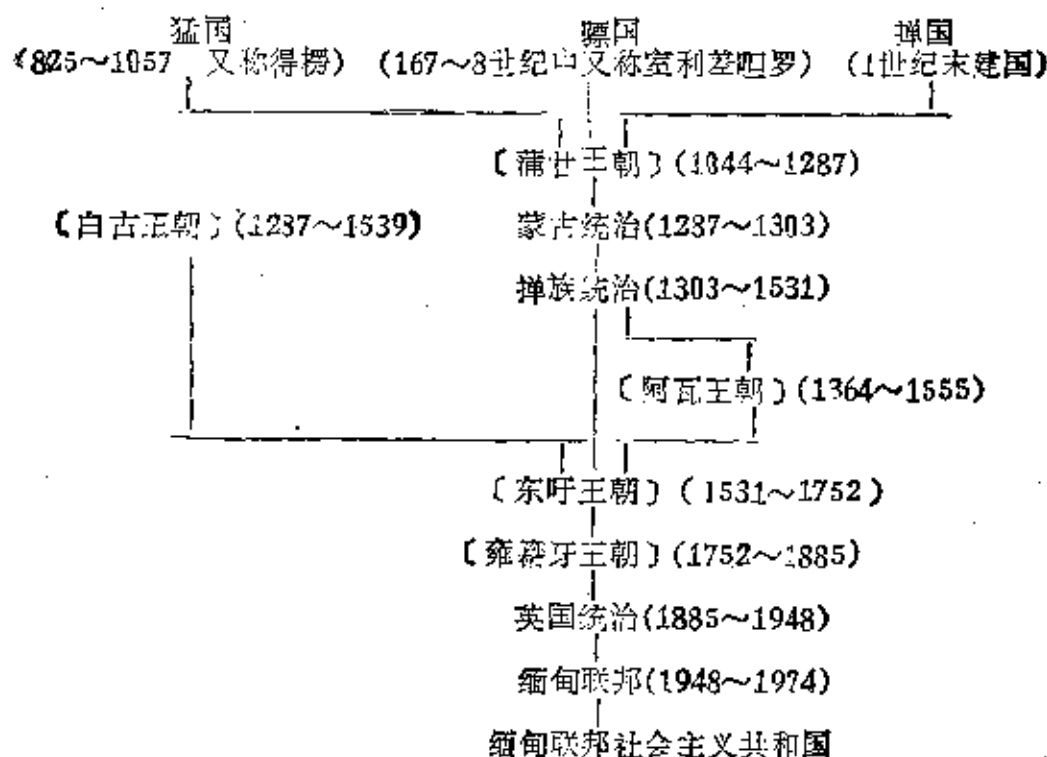 猛国 骠国 掸国
(825～1057 又称得楞) (167～8世纪中又称室利差呾罗) (1世纪末建国)
〔蒲甘王朝〕(1044～1287)
〔白古王朝〕(1287～1539) 蒙古统治(1287～1303)
掸族统治(1303～1531)
〔阿瓦王朝〕(1364～1555)
〔东吁王朝〕(1531～1752)
〔雍籍牙王朝〕(1752～1885)
英国统治(1885～1948)
缅甸联邦(1948～1974)
缅甸联邦社会主义共和国